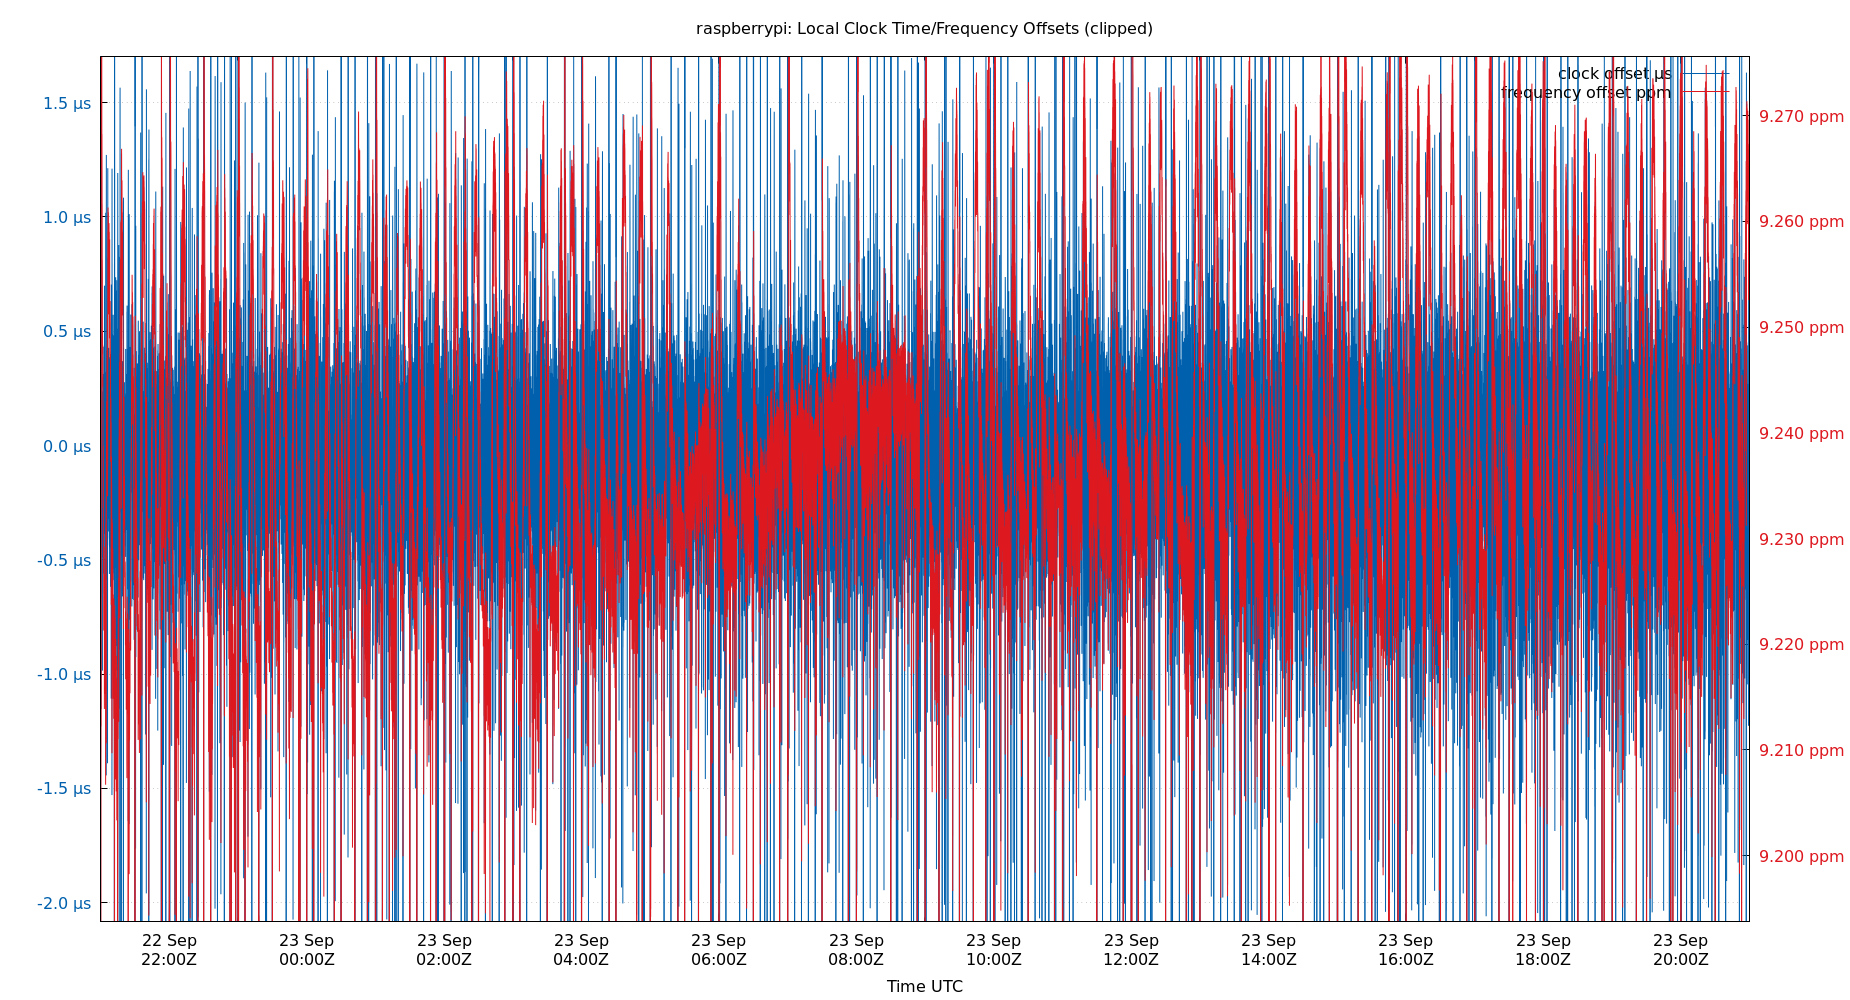 raspberrypi: Local Clock Time/Frequency Offsets (clipped)
clock offset µs
frequency offset ppm
1.5 µs
1.0 µs
0.5 µs
0.0 µs
-0.5 µs
-1.0 µs
-1.5 µs
-2.0 µs
9.270 ppm
9.260 ppm
9.250 ppm
9.240 ppm
9.230 ppm
9.220 ppm
9.210 ppm
9.200 ppm
22 Sep
22:00Z
23 Sep
00:00Z
23 Sep
02:00Z
23 Sep
04:00Z
23 Sep
06:00Z
23 Sep
08:00Z
23 Sep
10:00Z
23 Sep
12:00Z
23 Sep
14:00Z
23 Sep
16:00Z
23 Sep
18:00Z
23 Sep
20:00Z
Time UTC